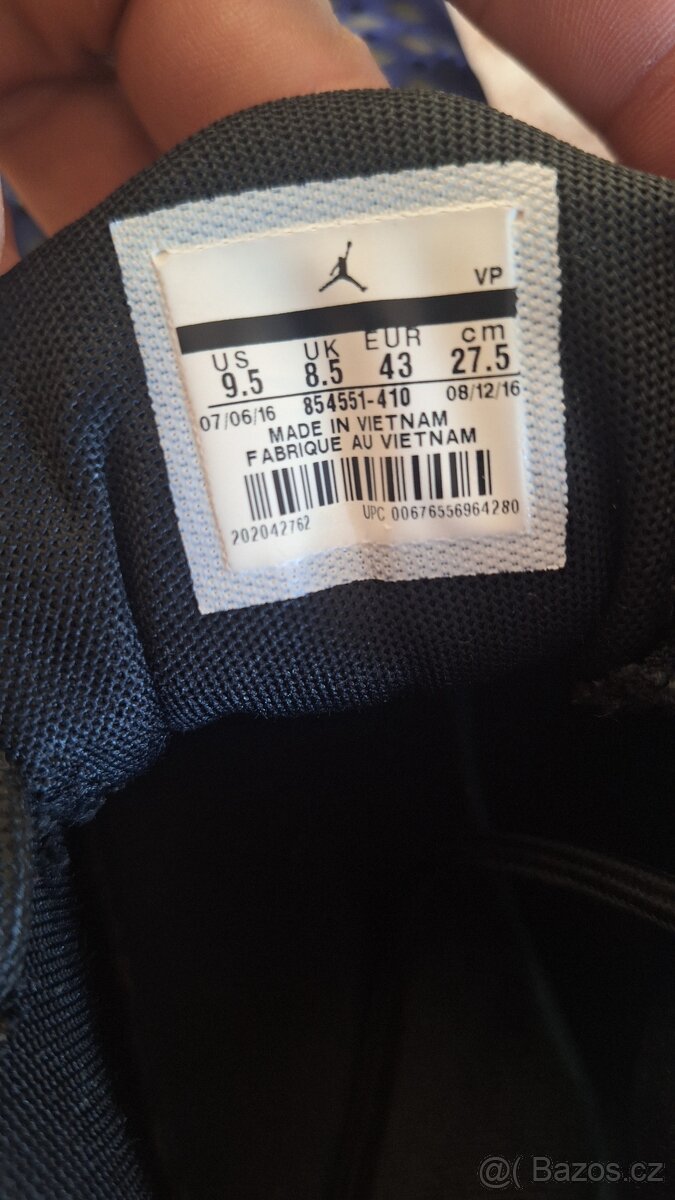 VP
US UK EUR cm
9.5 8.5 43 27.5
07/06/16 854551-410 08/12/16
MADE IN VIETNAM
FABRIQUE AU VIETNAM
202042762 UPC 00676556964280
@( Bazos.cz